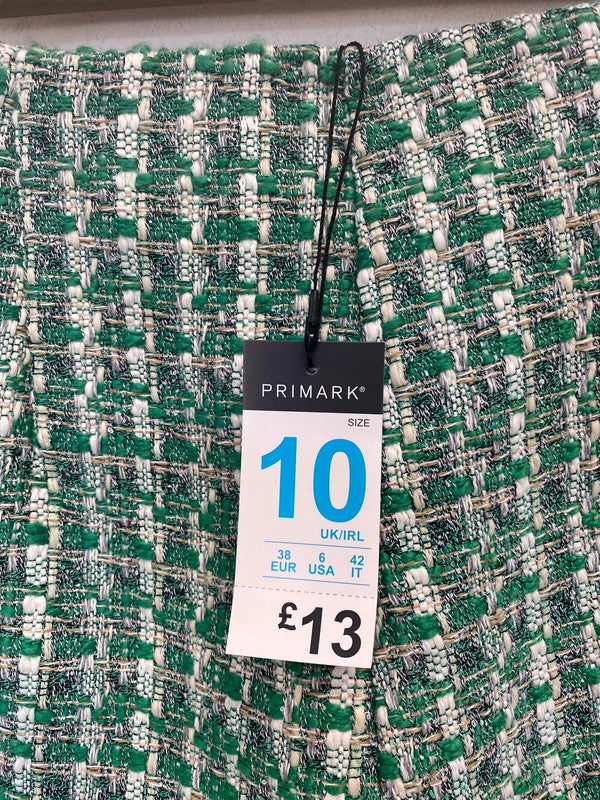 PRIMARK®
SIZE
10
UK/IRL
38 6 42
EUR USA IT
£13